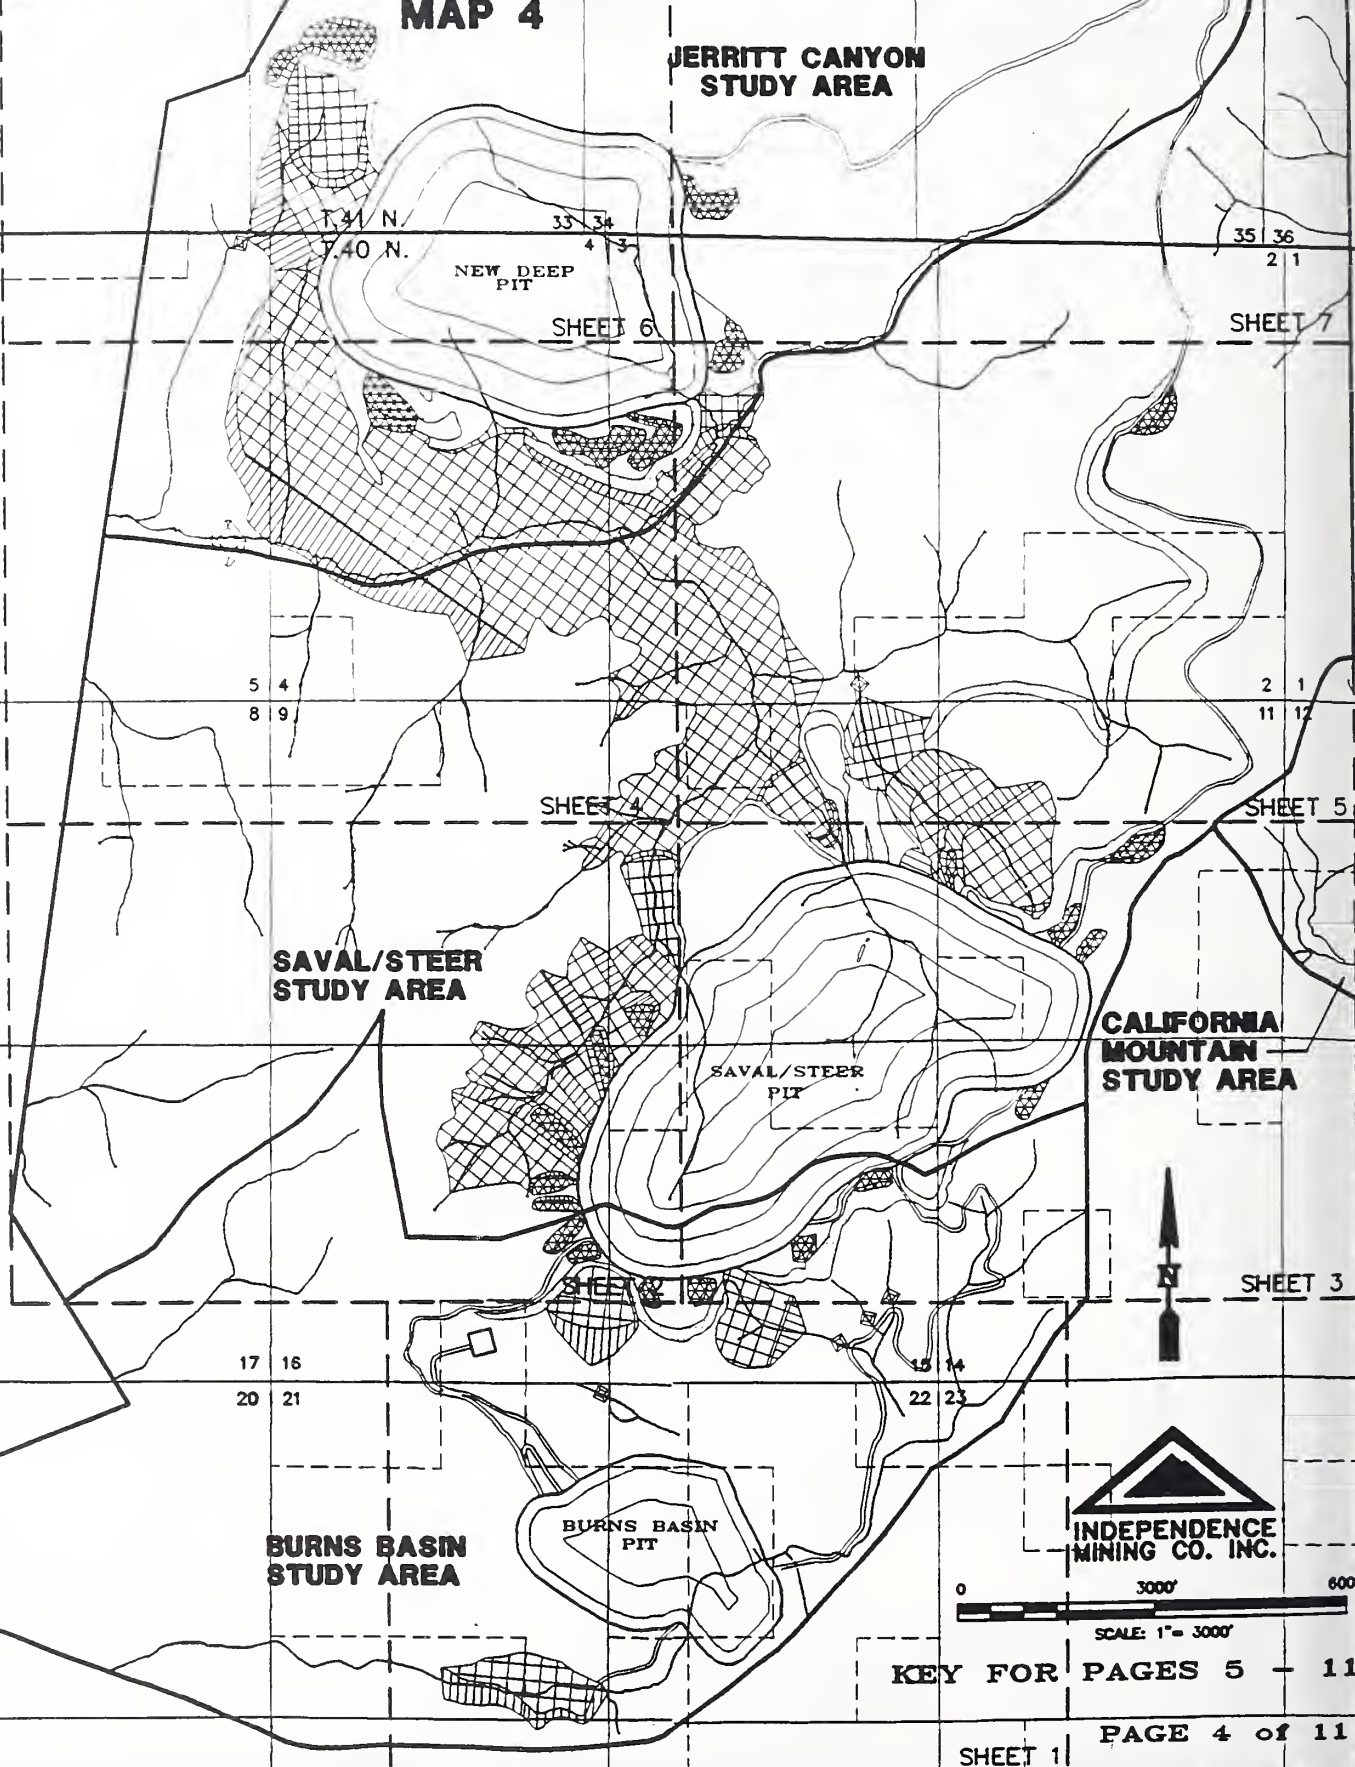 MAP 4
JERRITT CANYON
STUDY AREA
T.41 N.
T.40 N.
33 34
4 3
35 36
2 1
NEW DEEP
PIT
SHEET 6
SHEET 7
5 4
8 9
2 1
11 12
SHEET 4
SHEET 5
SAVAL/STEER
STUDY AREA
CALIFORNIA
MOUNTAIN
STUDY AREA
SAVAL/STEER
PIT
N
SHEET 2
SHEET 3
17 16
20 21
15 14
22 23
BURNS BASIN
PIT
BURNS BASIN
STUDY AREA
INDEPENDENCE
MINING CO. INC.
0 3000' 600
SCALE: 1"= 3000'
KEY FOR PAGES 5 - 11
PAGE 4 of 11
SHEET 1